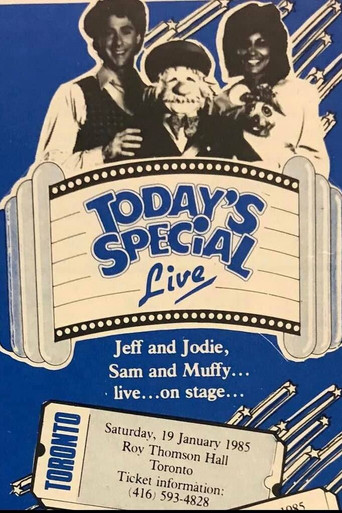 TODAY'S
SPECiAL
Live
Jeff and Jodie,
Sam and Muffy...
live...on stage...
TORONTO
Saturday, 19 January 1985
Roy Thomson Hall
Toronto
Ticket information:
(416) 593-4828
1985